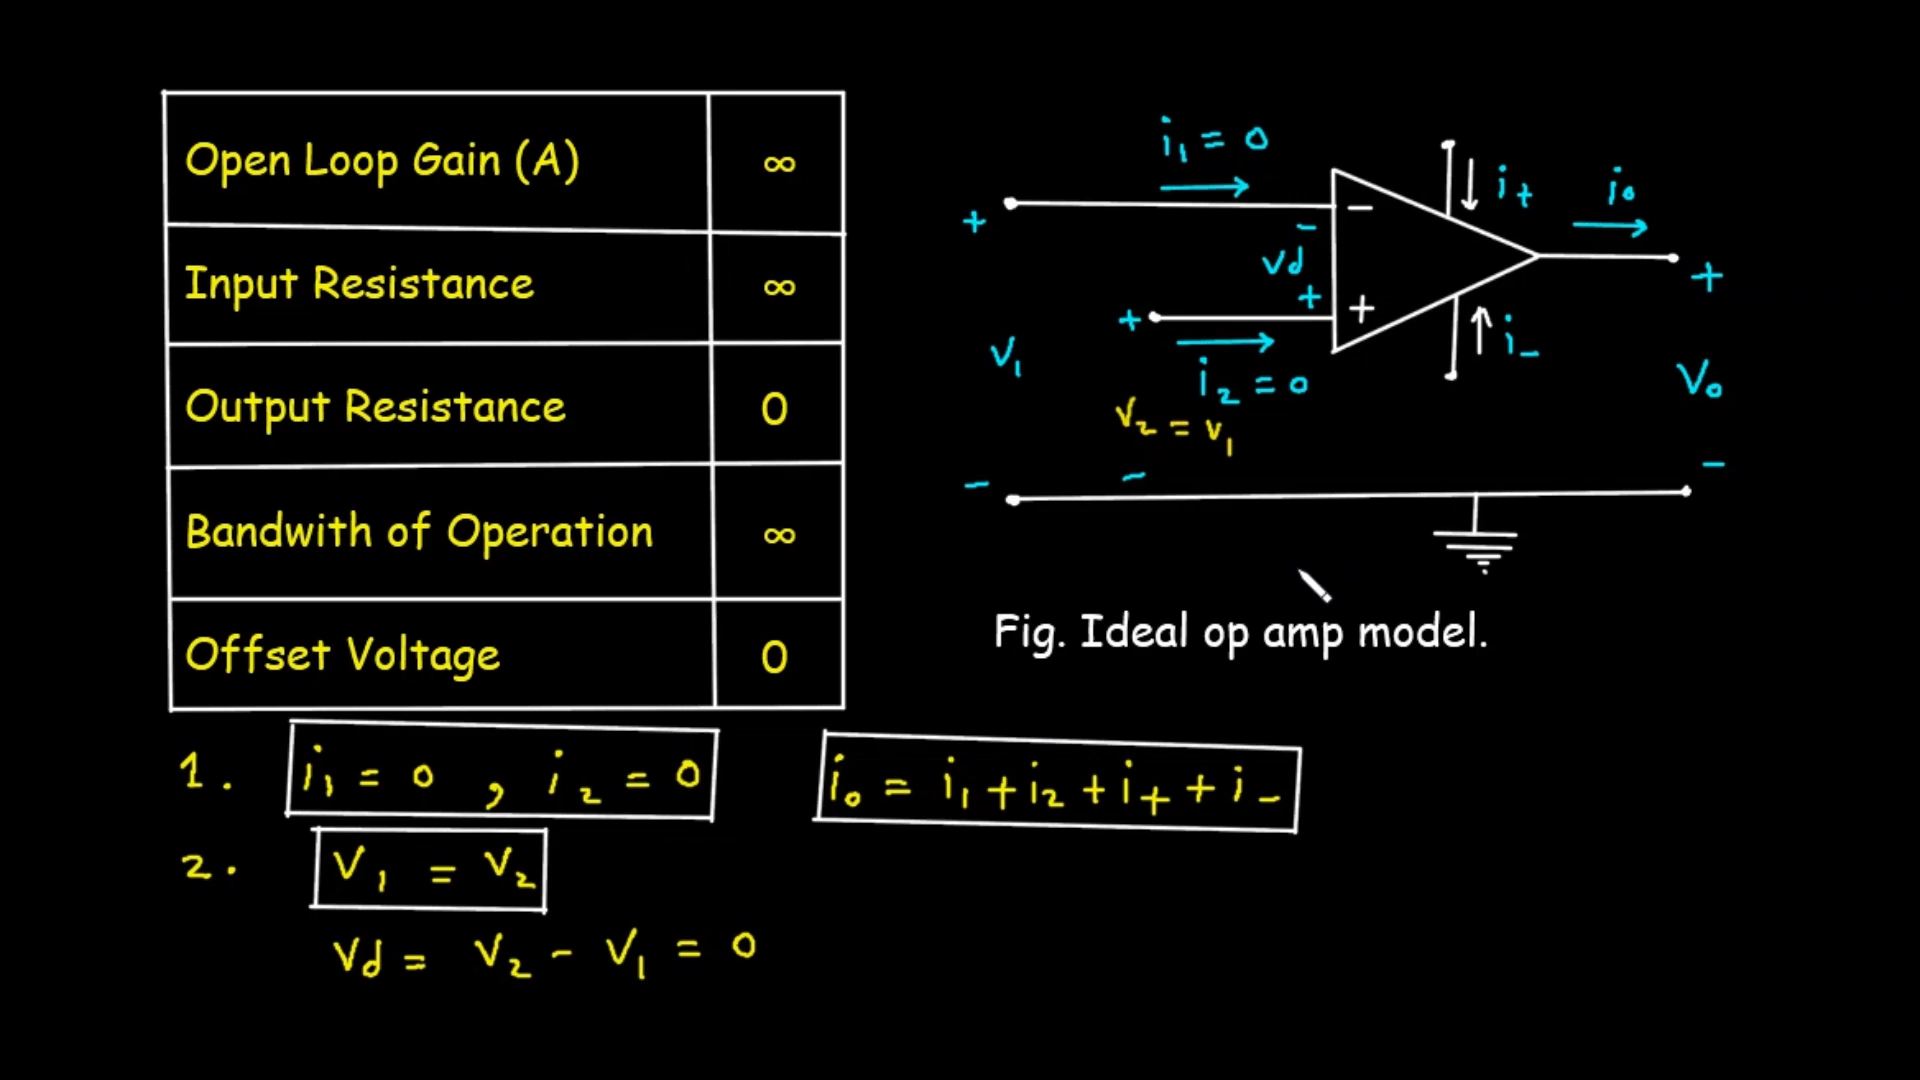 Open Loop Gain (A) ∞
Input Resistance ∞
Output Resistance 0
Bandwith of Operation ∞
Offset Voltage 0
i₁ = 0
i₊
i₀
+
−
−
vd
+
+
+
+
i₋
V₁
i₂ = 0
V₀
V₂ = V₁
−
−
−
Fig. Ideal op amp model.
1. i₁ = 0 , i₂ = 0
i₀ = i₁ + i₂ + i₊ + i₋
2. V₁ = V₂
Vd = V₂ - V₁ = 0